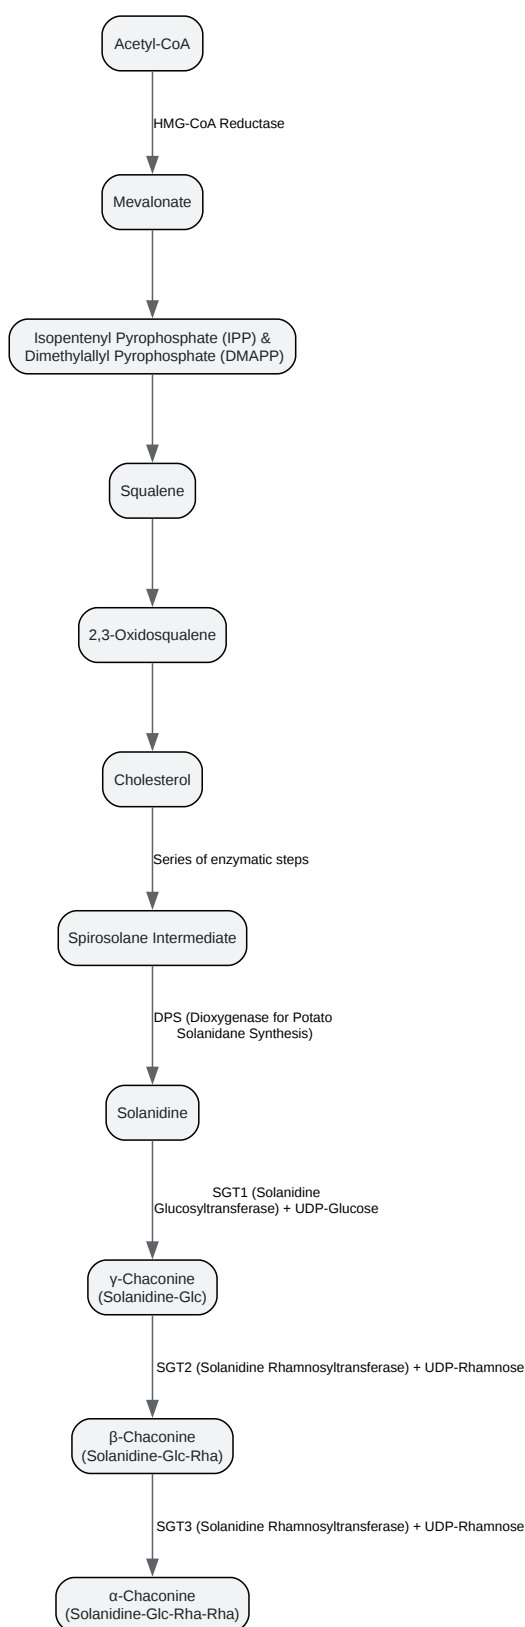 Acetyl-CoA
HMG-CoA Reductase
Mevalonate
Isopentenyl Pyrophosphate (IPP) &
Dimethylallyl Pyrophosphate (DMAPP)
Squalene
2,3-Oxidosqualene
Cholesterol
Series of enzymatic steps
Spirosolane Intermediate
DPS (Dioxygenase for Potato
Solanidane Synthesis)
Solanidine
SGT1 (Solanidine
Glucosyltransferase) + UDP-Glucose
γ-Chaconine
(Solanidine-Glc)
SGT2 (Solanidine Rhamnosyltransferase) + UDP-Rhamnose
β-Chaconine
(Solanidine-Glc-Rha)
SGT3 (Solanidine Rhamnosyltransferase) + UDP-Rhamnose
α-Chaconine
(Solanidine-Glc-Rha-Rha)